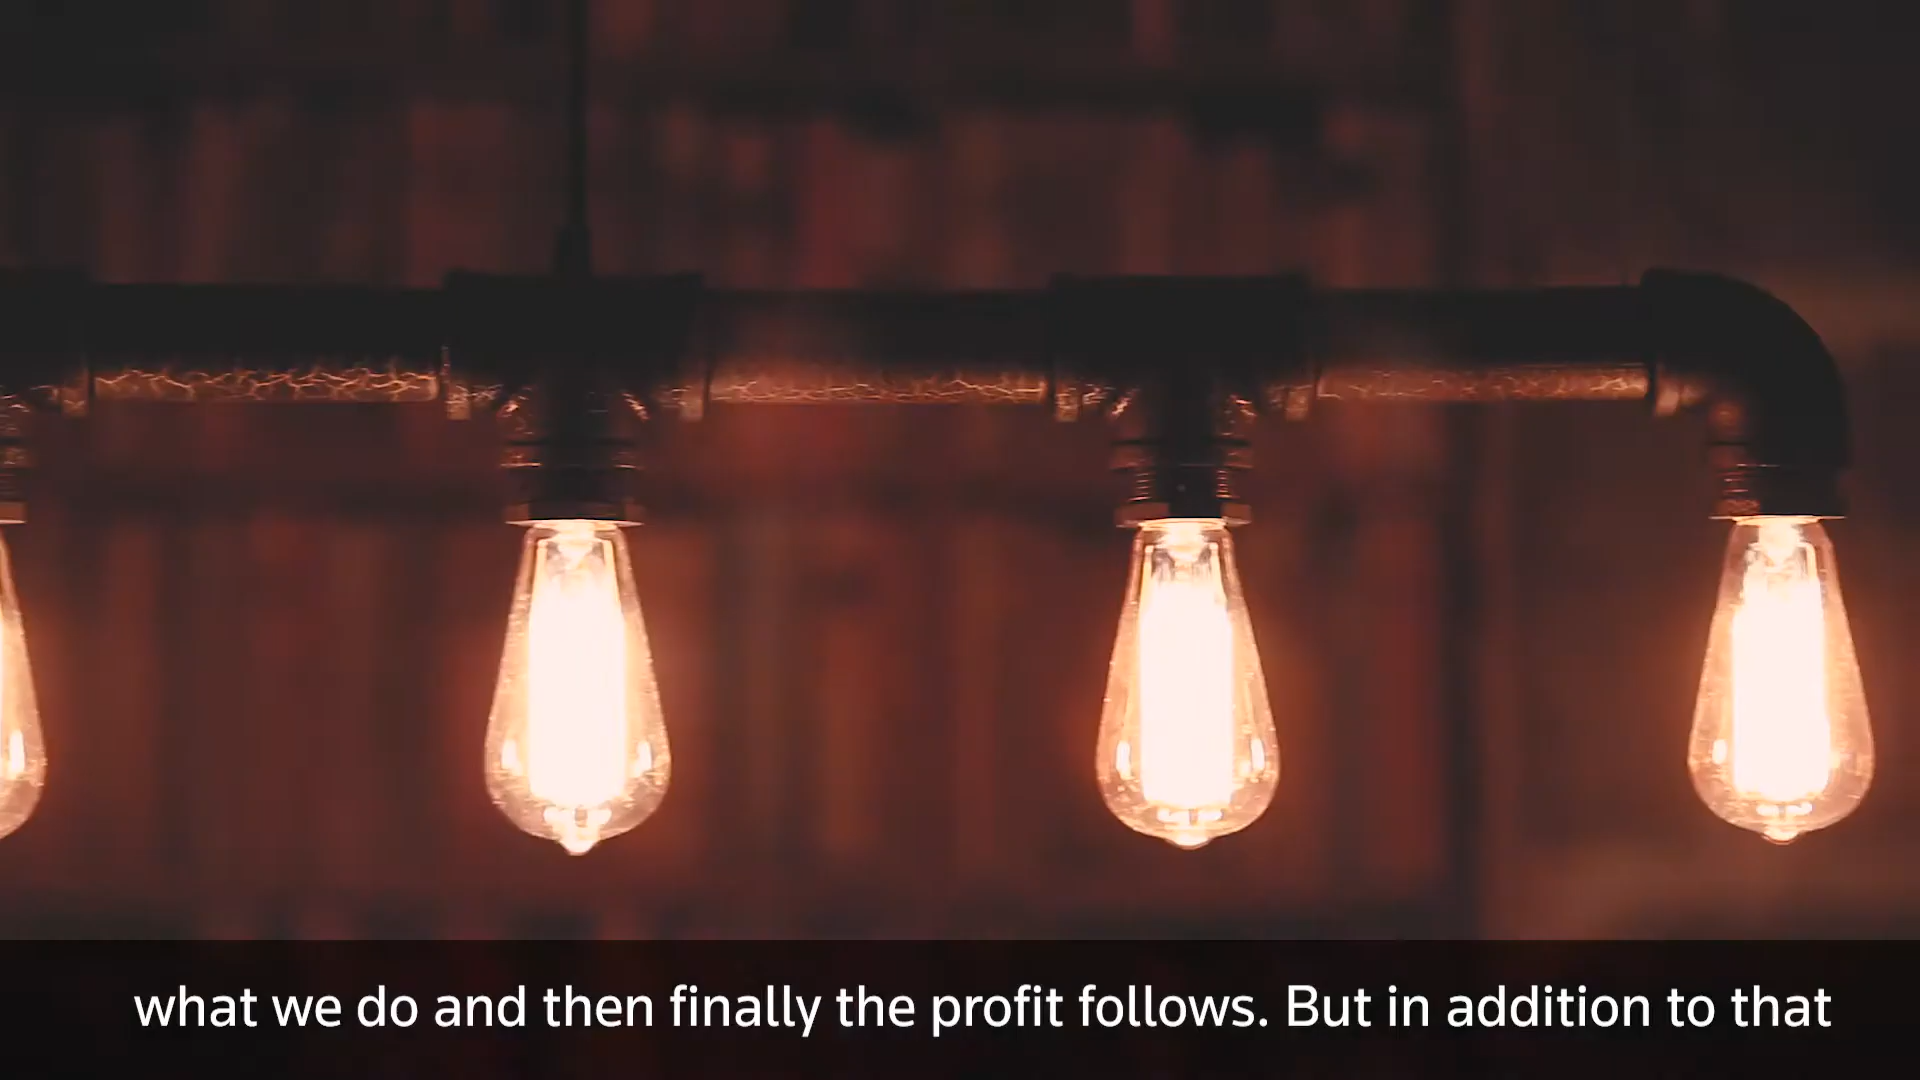 what we do and then finally the profit follows. But in addition to that